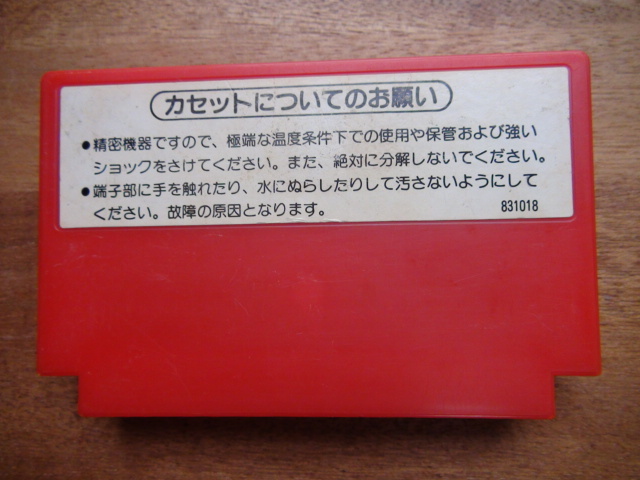 カセットについてのお願い
●精密機器ですので、極端な温度条件下での使用や保管および強い
ショックをさけてください。また、絶対に分解しないでください。
●端子部に手を触れたり、水にぬらしたりして汚さないようにして
ください。故障の原因となります。
831018